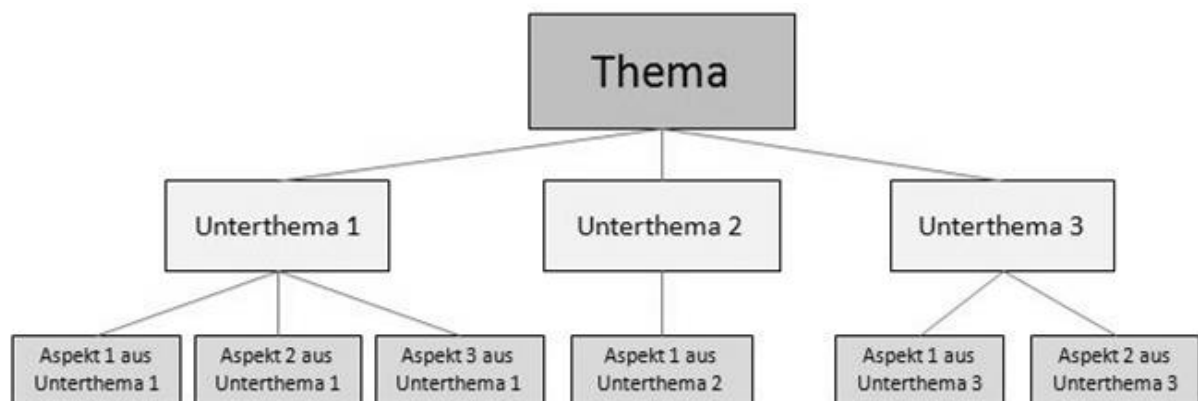 Thema
Unterthema 1
Unterthema 2
Unterthema 3
Aspekt 1 aus
Unterthema 1
Aspekt 2 aus
Unterthema 1
Aspekt 3 aus
Unterthema 1
Aspekt 1 aus
Unterthema 2
Aspekt 1 aus
Unterthema 3
Aspekt 2 aus
Unterthema 3